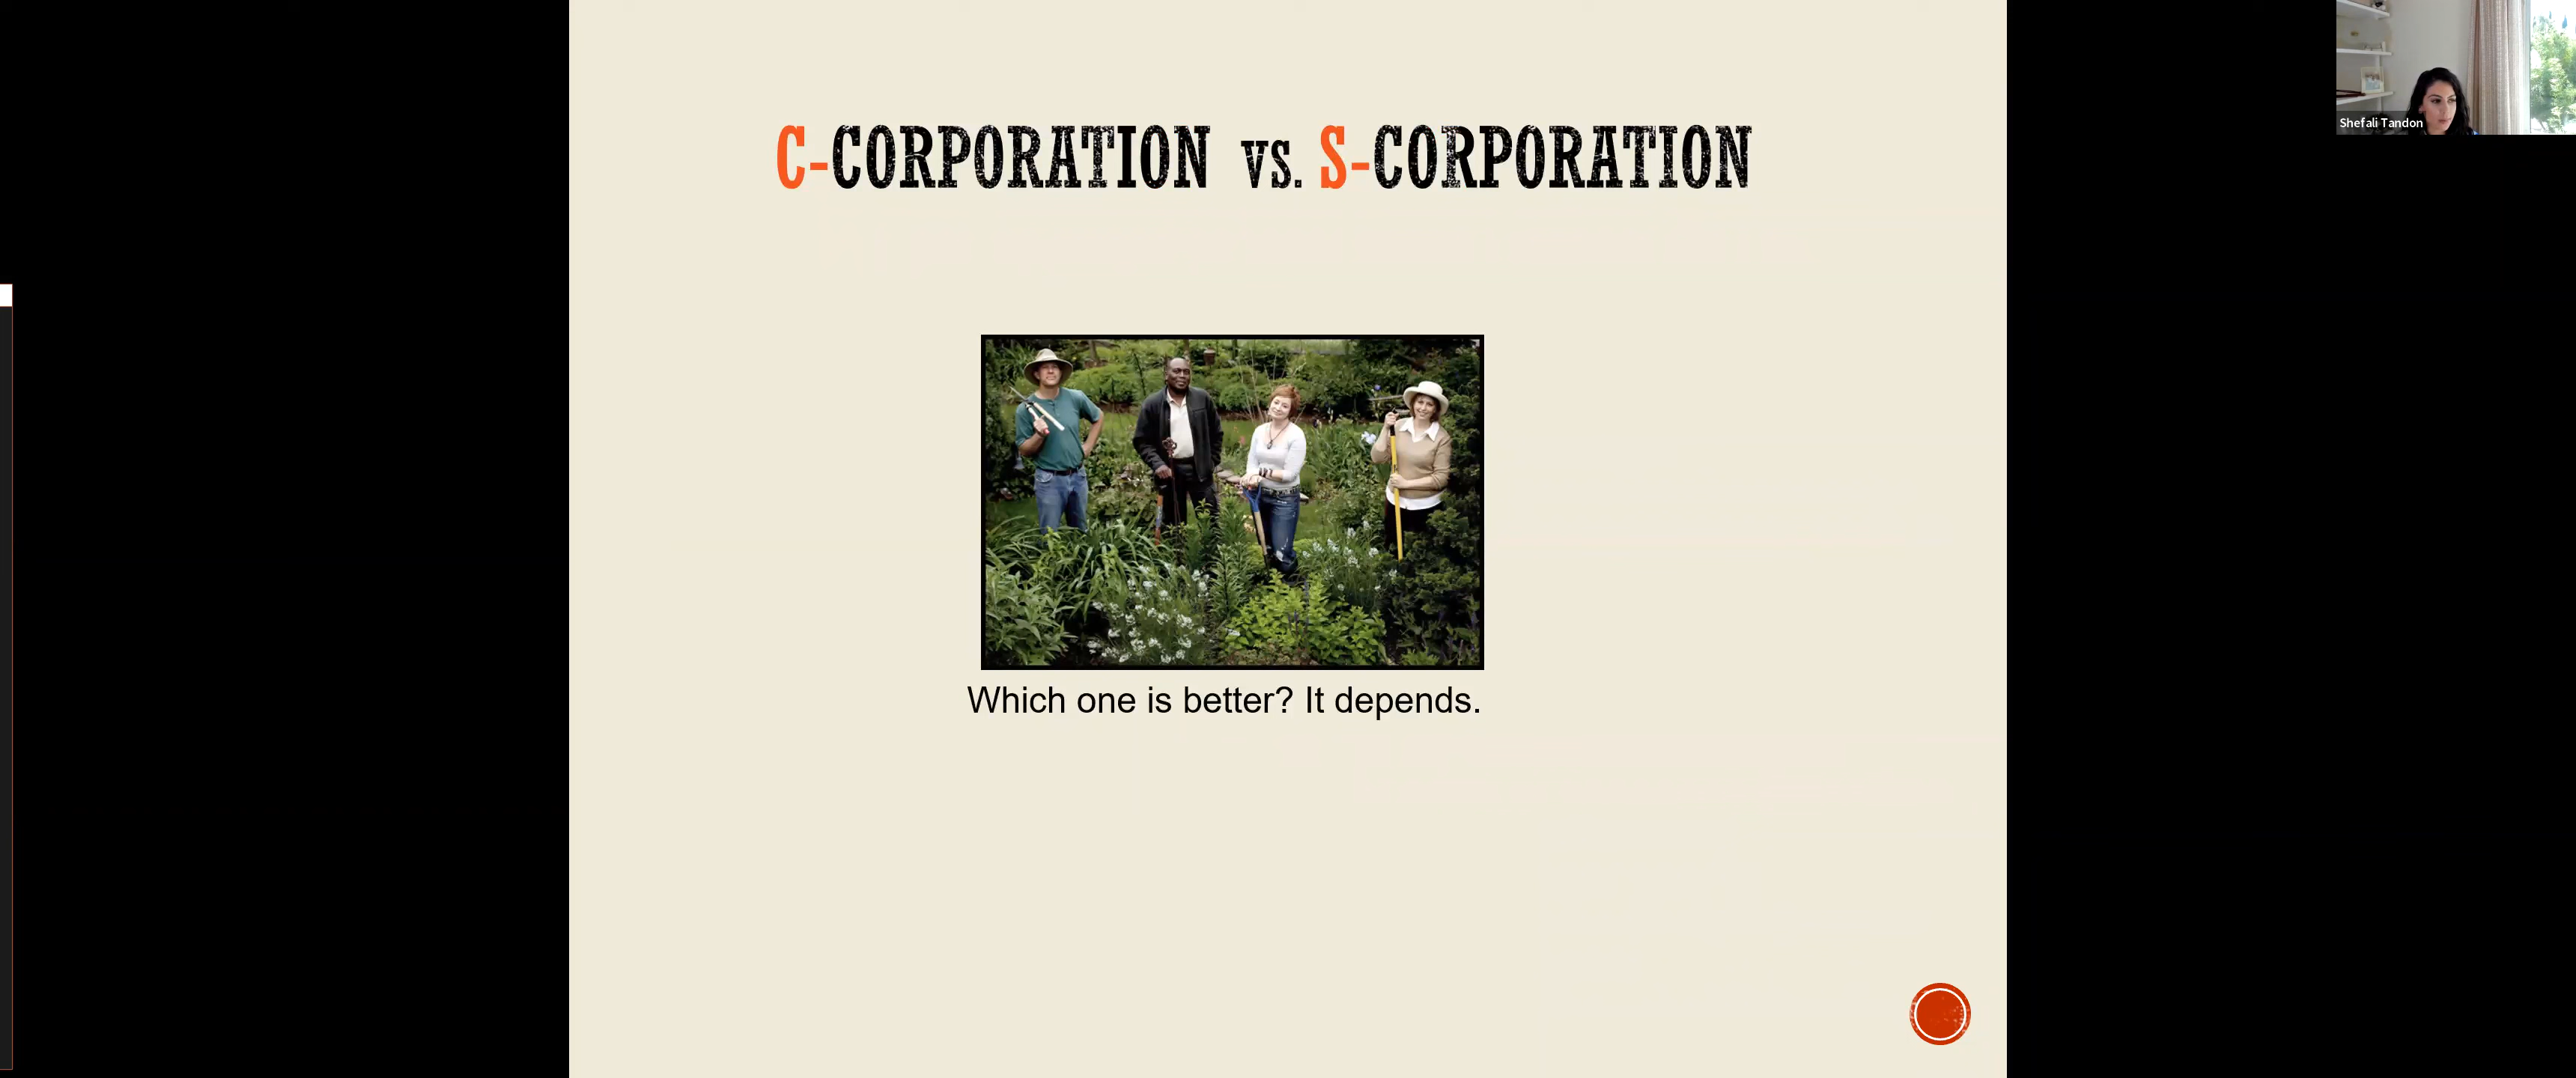 C-CORPORATION VS. S-CORPORATION
Shefali Tandon
Which one is better? It depends.